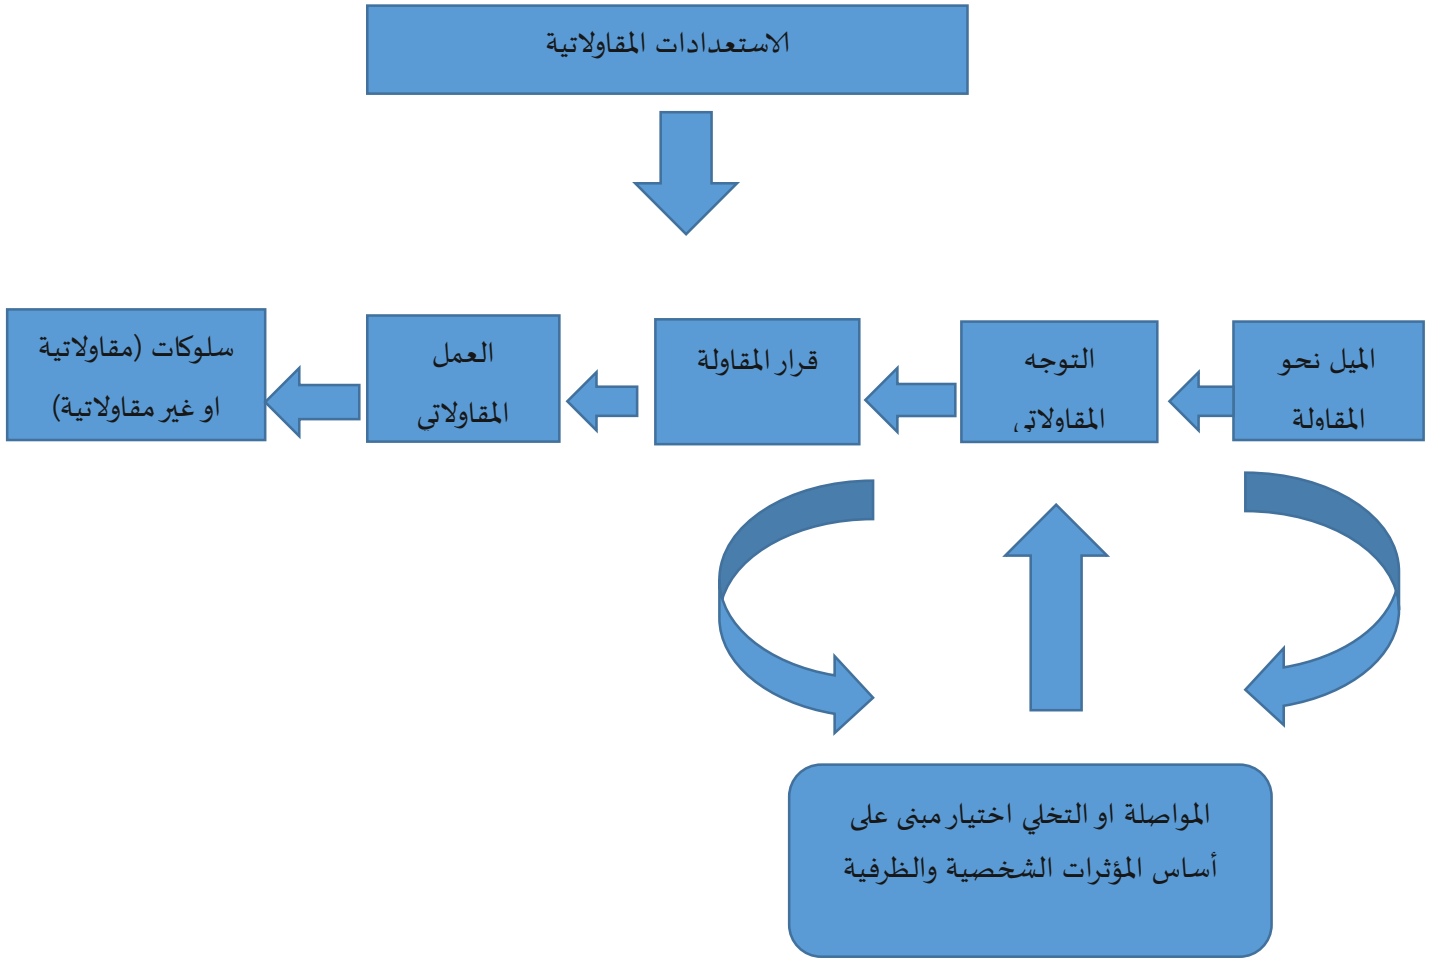 الاستعدادات المقاولاتية
الميل نحو
المقاولة
التوجه
المقاولاتي
قرار المقاولة
العمل
المقاولاتي
سلوكات (مقاولاتية
او غير مقاولاتية)
المواصلة او التخلي اختيار مبنى على
أساس المؤثرات الشخصية والظرفية